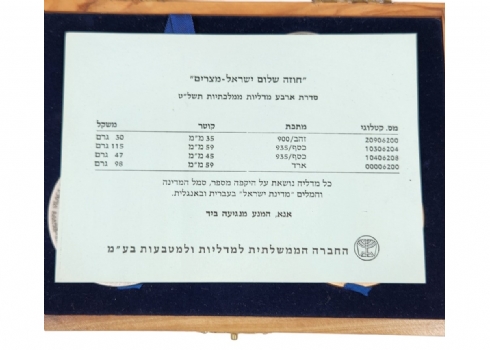 "חוזה שלום ישראל-מצרים"
סדרת ארבע מדליות ממלכתיות תשל"ט
מס. קטלוגי מתכת קוטר משקל
20906200 זהב/900 35 מ"מ 30 גרם
10306204 כסף/935 59 מ"מ 115 גרם
10406208 כסף/935 45 מ"מ 47 גרם
00006200 ארד 59 מ"מ 98 גרם
כל מדליה נושאת על היקפה מספר, סמל המדינה
והמלים "מדינת ישראל" בעברית ובאנגלית.
אנא, המנע מנגיעה ביד
החברה הממשלתית למדליות ולמטבעות בע"מ